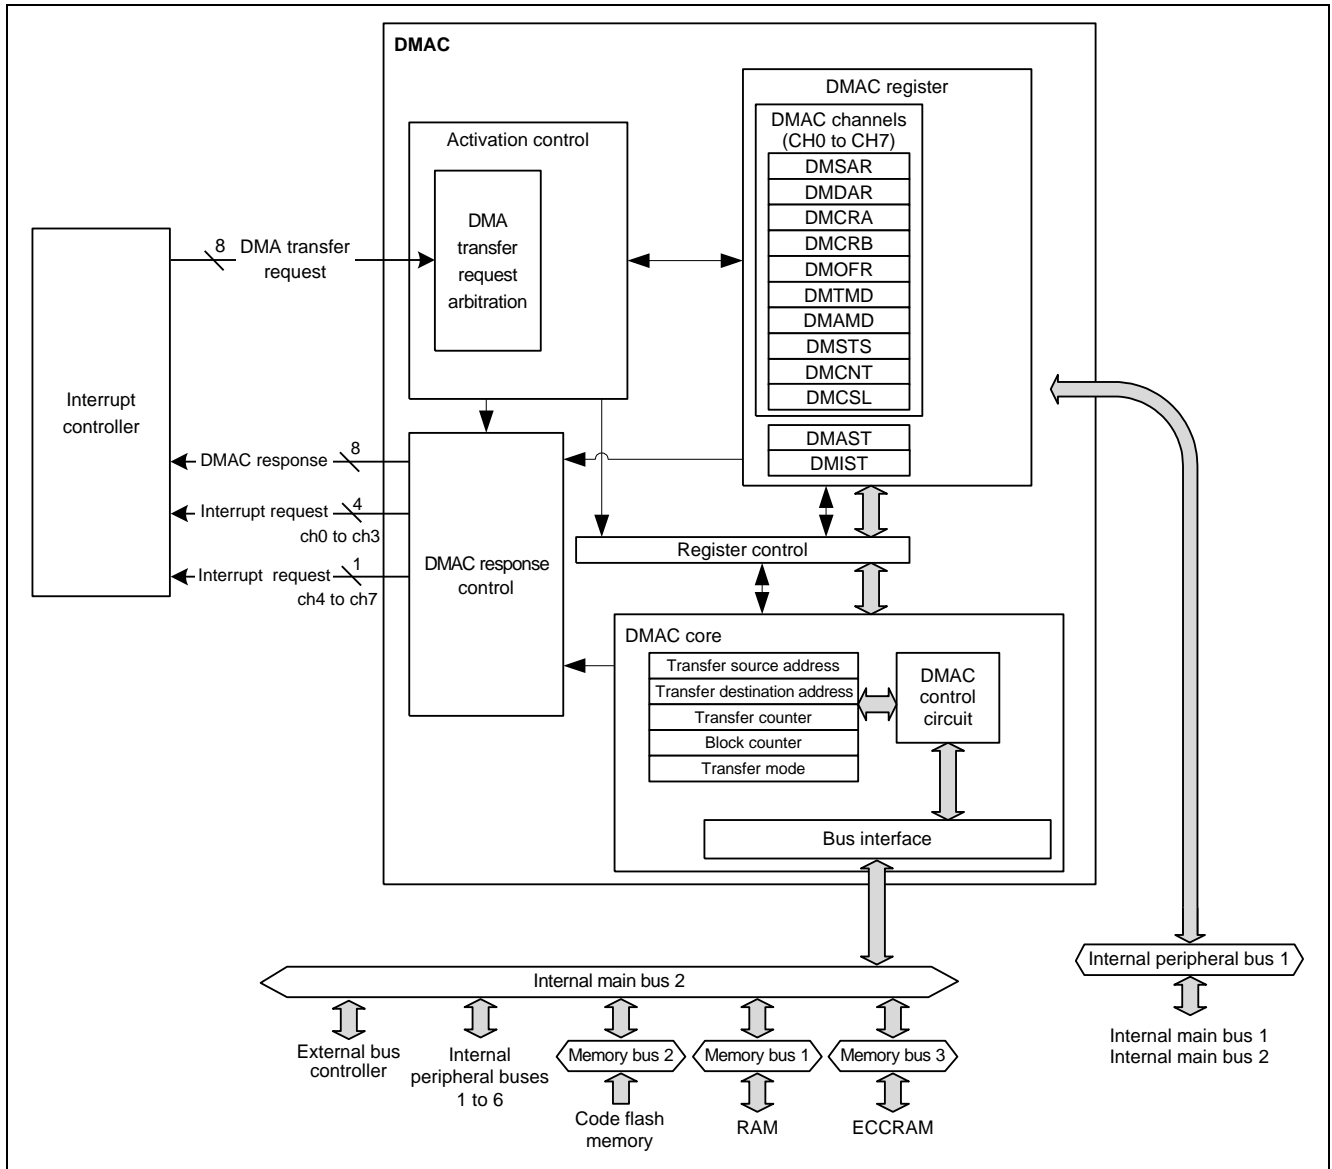 DMAC
DMAC register
DMAC channels
(CH0 to CH7)
DMSAR
DMDAR
DMCRA
DMCRB
DMOFR
DMTMD
DMAMD
DMSTS
DMCNT
DMCSL
DMAST
DMIST
Activation control
DMA
transfer
request
arbitration
8
DMA transfer
request
Interrupt
controller
DMAC response
8
Interrupt request
4
ch0 to ch3
Interrupt request
1
ch4 to ch7
DMAC response
control
Register control
DMAC core
Transfer source address
Transfer destination address
Transfer counter
Block counter
Transfer mode
DMAC
control
circuit
Bus interface
Internal main bus 2
Internal peripheral bus 1
Internal main bus 1
Internal main bus 2
External bus
controller
Internal
peripheral buses
1 to 6
Memory bus 2
Memory bus 1
Memory bus 3
Code flash
memory
RAM
ECCRAM